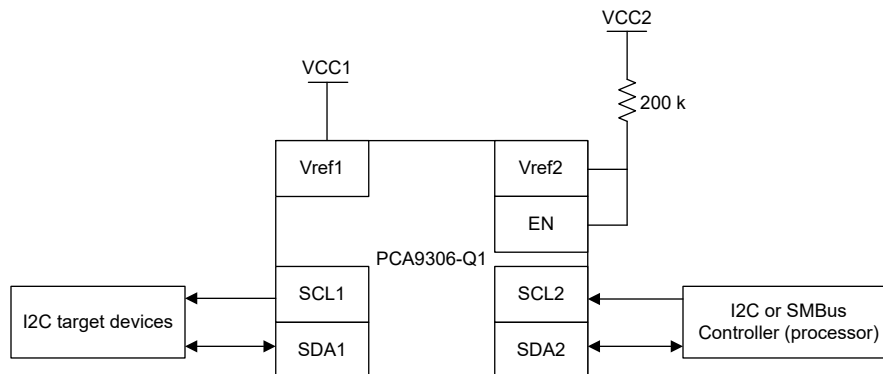 VCC2
VCC1
200 k
Vref1
Vref2
EN
PCA9306-Q1
I2C target devices
SCL1
SCL2
I2C or SMBus
Controller (processor)
SDA1
SDA2